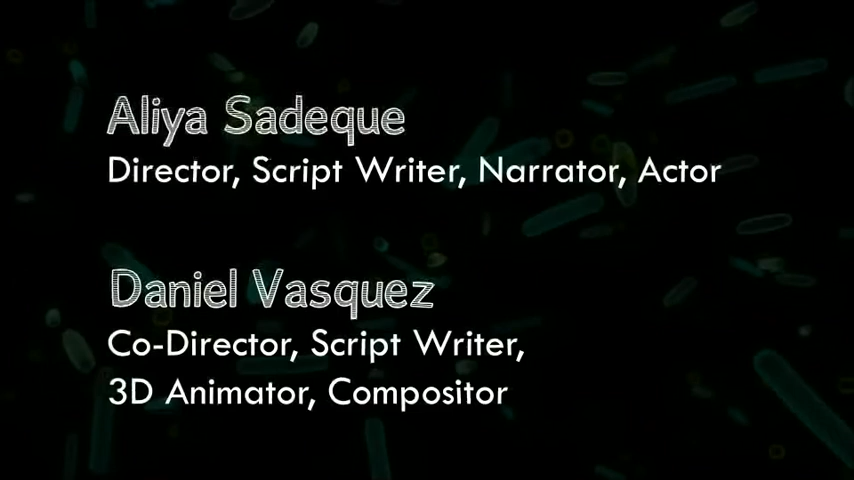 Aliya Sadeque
Director, Script Writer, Narrator, Actor
Daniel Vasquez
Co-Director, Script Writer,
3D Animator, Compositor